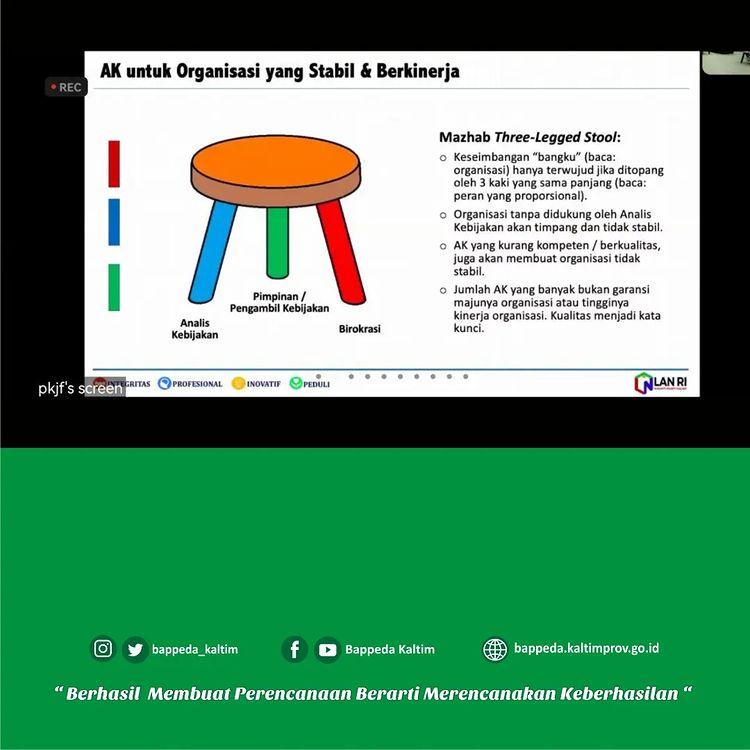 AK untuk Organisasi yang Stabil & Berkinerja
REC
Mazhab Three-Legged Stool:
Keseimbangan “bangku” (baca:
organisasi) hanya terwujud jika ditopang
oleh 3 kaki yang sama panjang (baca:
peran yang proporsional).
Organisasi tanpa didukung oleh Analis
Kebijakan akan timpang dan tidak stabil.
AK yang kurang kompeten / berkualitas,
juga akan membuat organisasi tidak
stabil.
Jumlah AK yang banyak bukan garansi
majunya organisasi atau tingginya
kinerja organisasi. Kualitas menjadi kata
kunci.
Analis
Kebijakan
Pimpinan /
Pengambil Kebijakan
Birokrasi
pkjf's screen
INTEGRITAS PROFESIONAL INOVATIF PEDULI
LAN RI
bappeda_kaltim
Bappeda Kaltim
bappeda.kaltimprov.go.id
“ Berhasil Membuat Perencanaan Berarti Merencanakan Keberhasilan “